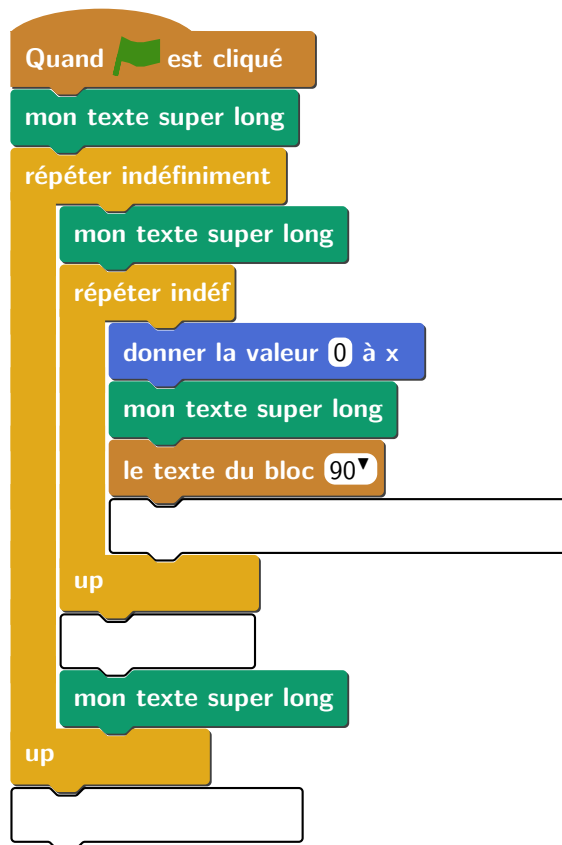 Quand est cliqué
mon texte super long
répéter indéfiniment
mon texte super long
répéter indéf
donner la valeur 0 à x
mon texte super long
le texte du bloc 90▼
up
mon texte super long
up